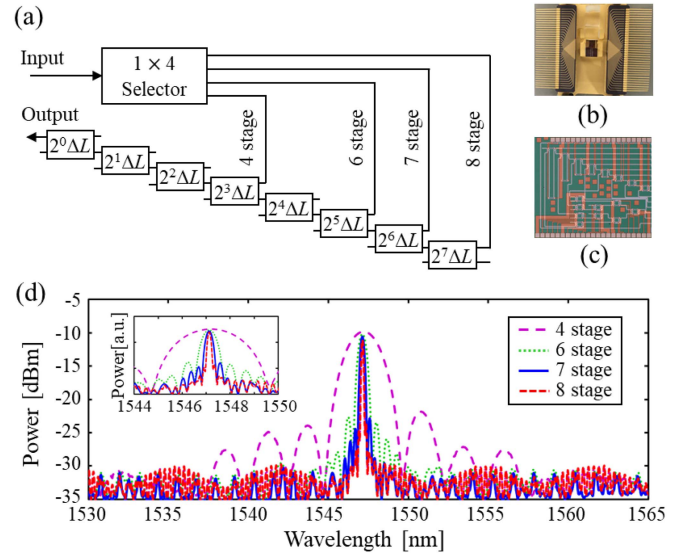 (a)
Input
1 × 4
Selector
Output
2⁰ΔL
2¹ΔL
2²ΔL
2³ΔL
2⁴ΔL
2⁵ΔL
2⁶ΔL
2⁷ΔL
4 stage
6 stage
7 stage
8 stage
(b)
(c)
(d)
Power [dBm]
-5
-10
-15
-20
-25
-30
-35
1530 1535 1540 1545 1550 1555 1560 1565
Wavelength [nm]
Power[a.u.]
1544 1546 1548 1550
4 stage
6 stage
7 stage
8 stage